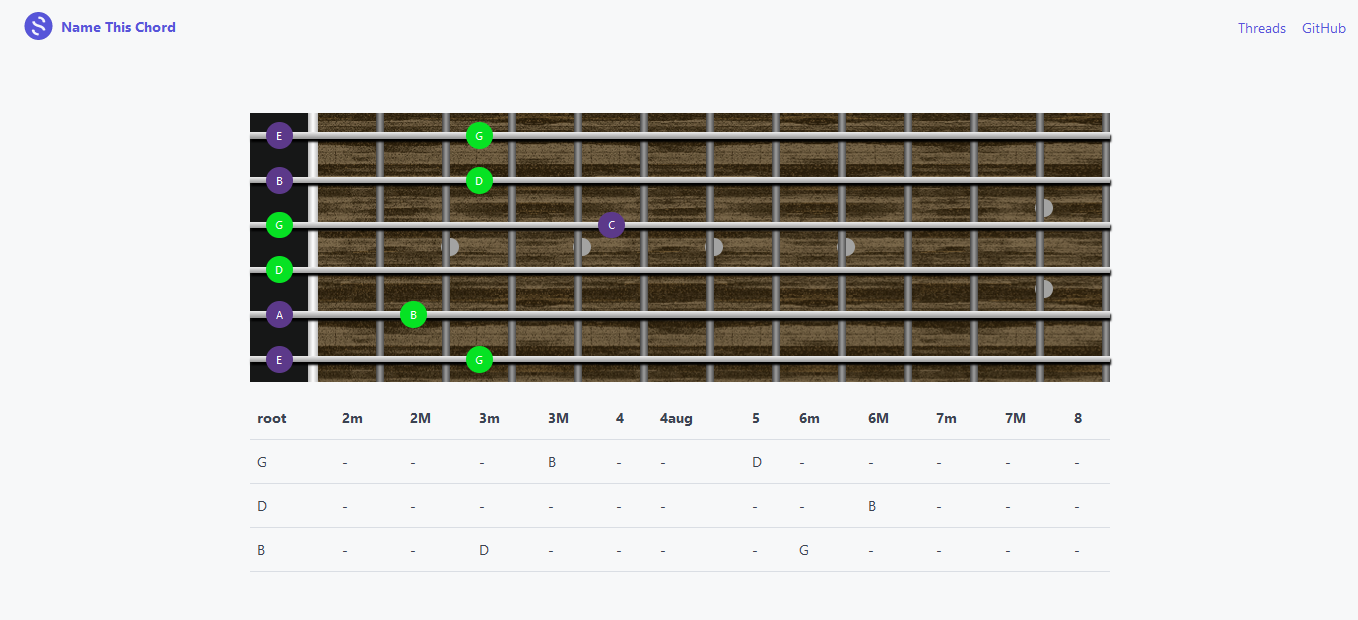 Name This Chord
Threads GitHub
E G
B D
G C
D
A B
E G
root 2m 2M 3m 3M 4 4aug 5 6m 6M 7m 7M 8
G - - - B - - D - - - - -
D - - - - - - - - B - - -
B - - D - - - - G - - - -